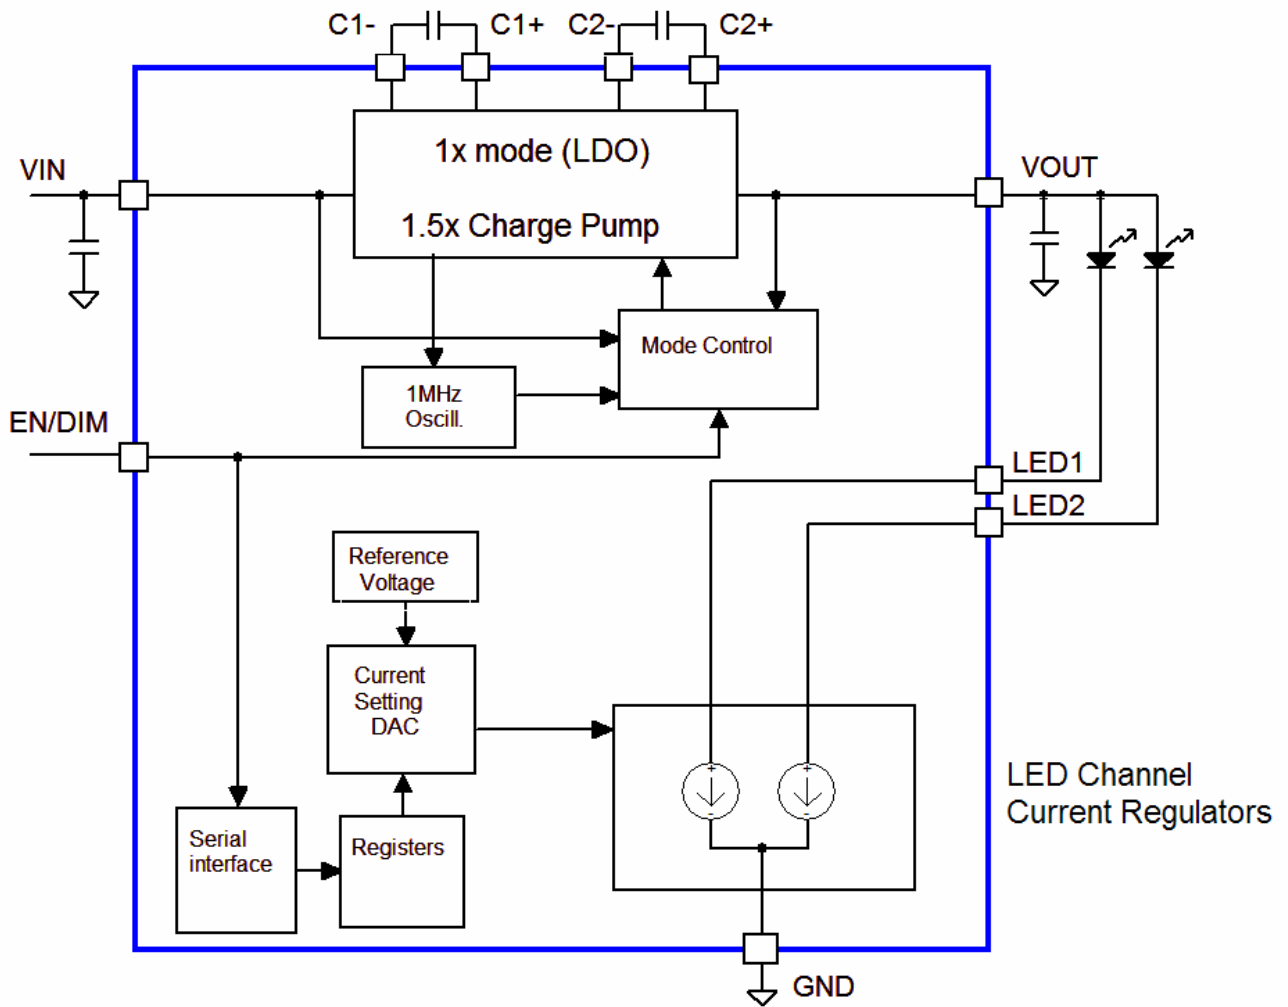 C1- C1+ C2- C2+
1x mode (LDO)
VIN
VOUT
1.5x Charge Pump
Mode Control
1MHz
Oscill.
EN/DIM
LED1
LED2
Reference
Voltage
Current
Setting
DAC
LED Channel
Current Regulators
Serial
interface
Registers
+ +
- -
GND